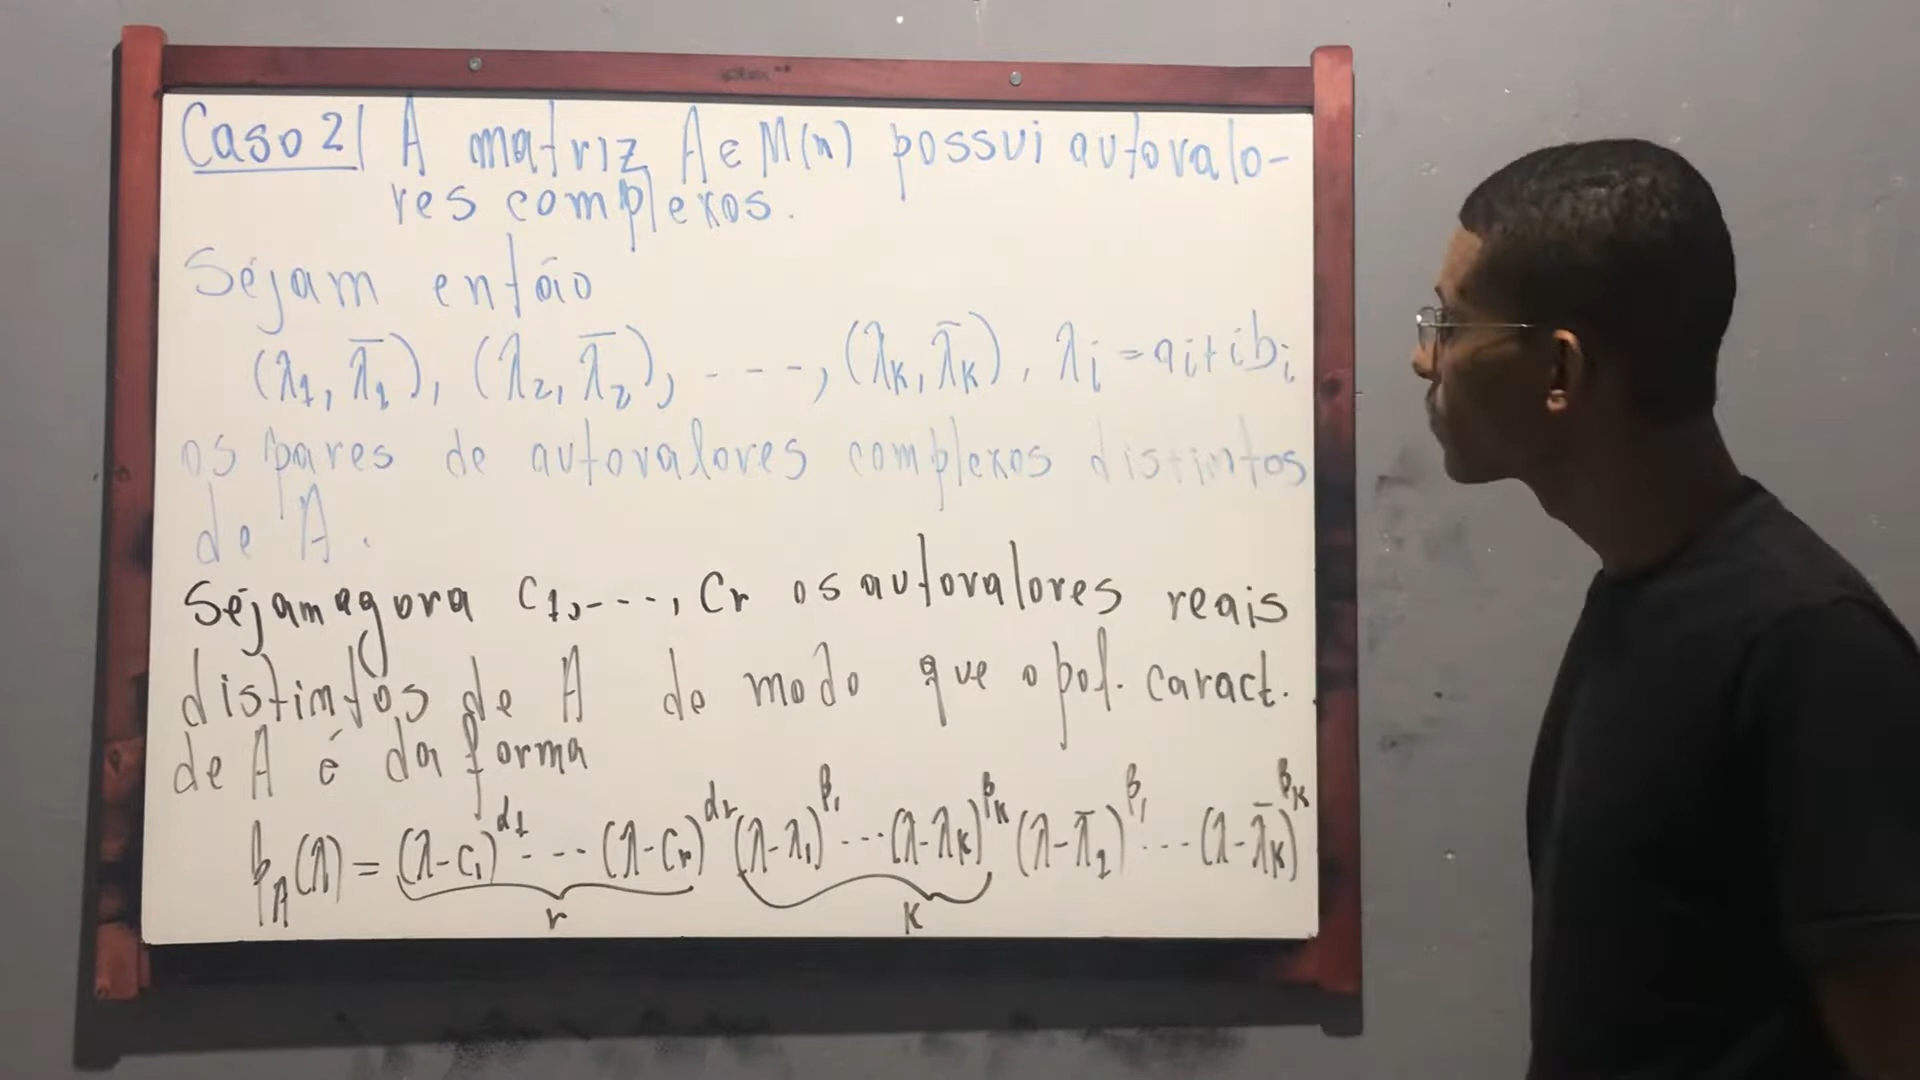 Caso 2| A matriz A ∈ M(n) possui autovalo-
res complexos.
Sejam então
(λ₁, λ̄₁), (λ₂, λ̄₂), ----, (λₖ, λ̄ₖ), λᵢ = aᵢ + ibᵢ
os pares de autovalores complexos distintos
de A.
Sejam agora C₁, ---, Cr os autovalores reais
distintos de A de modo que o pol. caract.
de A é da forma
p_A(λ) = (λ-c₁)^α₁ ---- (λ-cr)^αr (λ-λ₁)^β₁ ... (λ-λₖ)^βₖ (λ-λ̄₁)^β₁ ... (λ-λ̄ₖ)^βₖ
r K